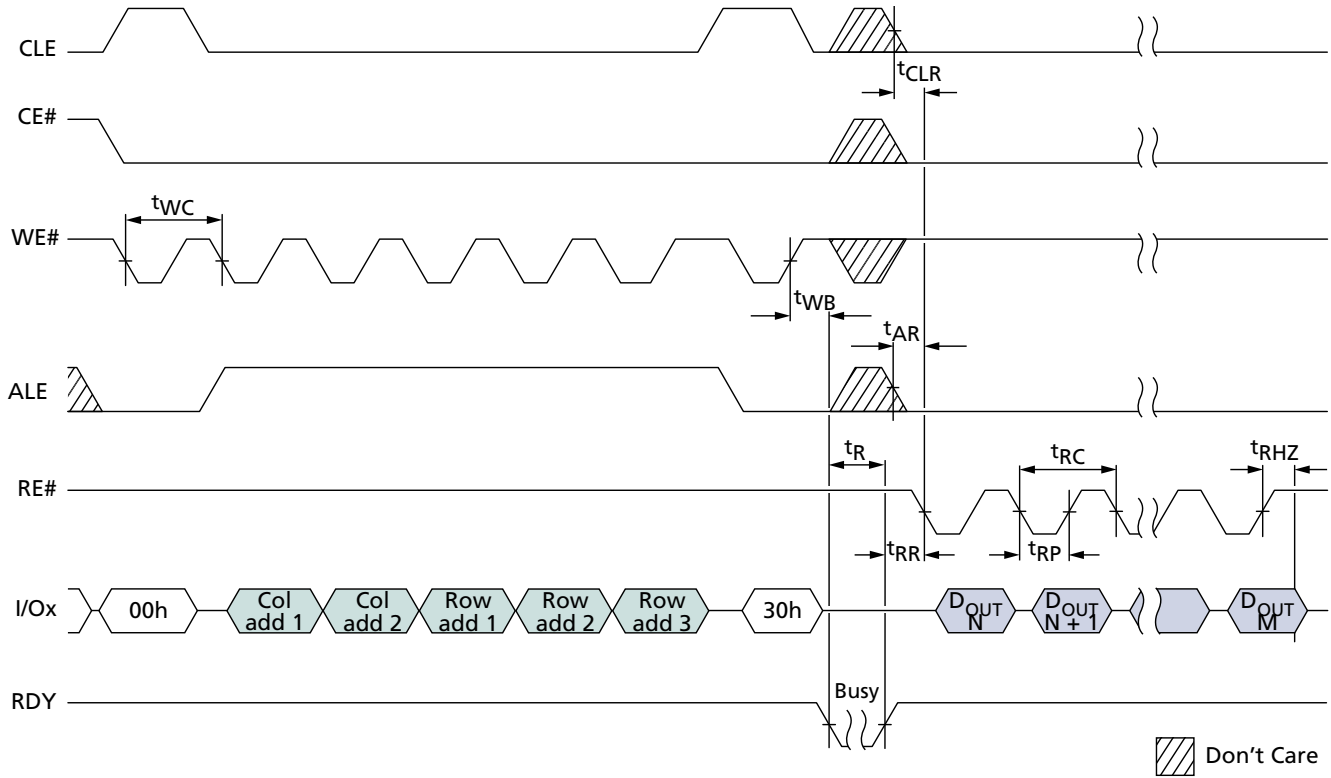 CLE
tCLR
CE#
tWC
WE#
tWB
tAR
ALE
tR
tRC
tRHZ
RE#
tRR
tRP
I/Ox
00h
Col
add 1
Col
add 2
Row
add 1
Row
add 2
Row
add 3
30h
DOUT
N
DOUT
N + 1
DOUT
M
RDY
Busy
Don't Care